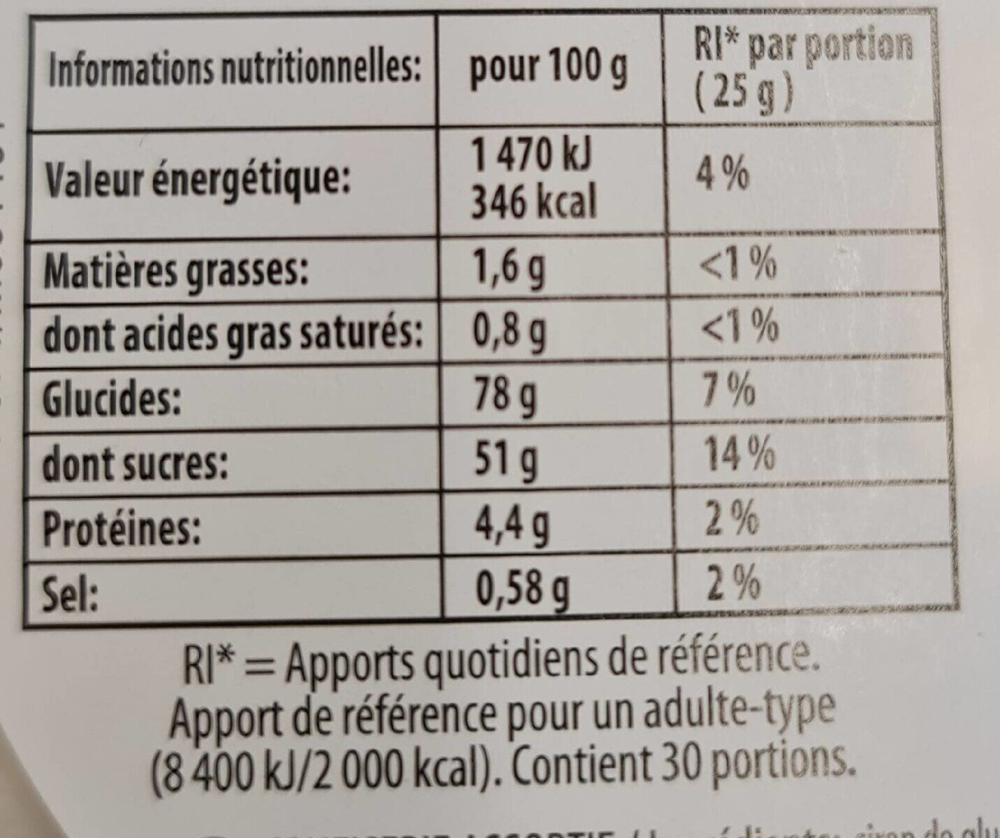 Informations nutritionnelles: pour 100 g RI* par portion
(25 g)
Valeur énergétique: 1 470 kJ 4 %
346 kcal
Matières grasses: 1,6 g <1 %
dont acides gras saturés: 0,8 g <1 %
Glucides: 78 g 7 %
dont sucres: 51 g 14 %
Protéines: 4,4 g 2 %
Sel: 0,58 g 2 %
RI* = Apports quotidiens de référence.
Apport de référence pour un adulte-type
(8 400 kJ/2 000 kcal). Contient 30 portions.